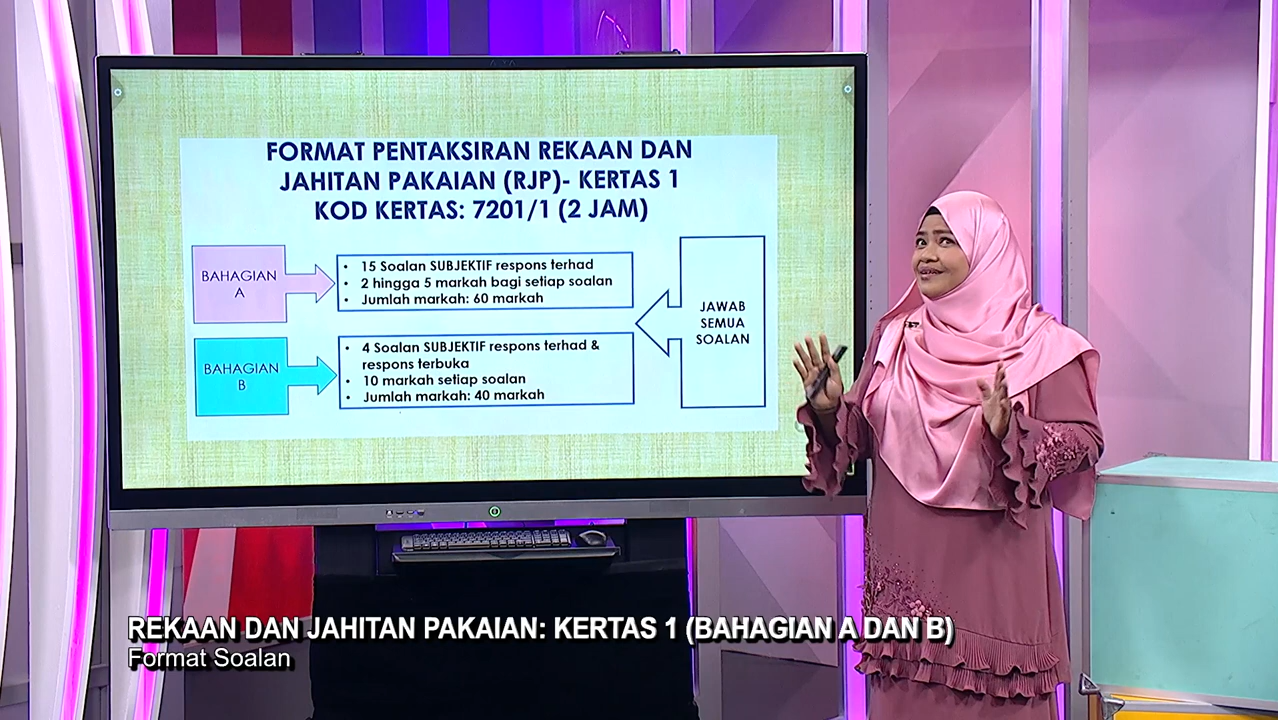 FORMAT PENTAKSIRAN REKAAN DAN
JAHITAN PAKAIAN (RJP)- KERTAS 1
KOD KERTAS: 7201/1 (2 JAM)
BAHAGIAN
A
• 15 Soalan SUBJEKTIF respons terhad
• 2 hingga 5 markah bagi setiap soalan
• Jumlah markah: 60 markah
BAHAGIAN
B
• 4 Soalan SUBJEKTIF respons terhad &
respons terbuka
• 10 markah setiap soalan
• Jumlah markah: 40 markah
JAWAB
SEMUA
SOALAN
REKAAN DAN JAHITAN PAKAIAN: KERTAS 1 (BAHAGIAN A DAN B)
Format Soalan